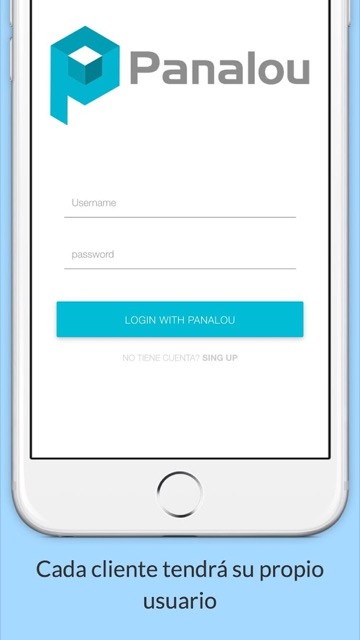 Panalou
Username
password
LOGIN WITH PANALOU
NO TIENE CUENTA? SING UP
Cada cliente tendrá su propio
usuario